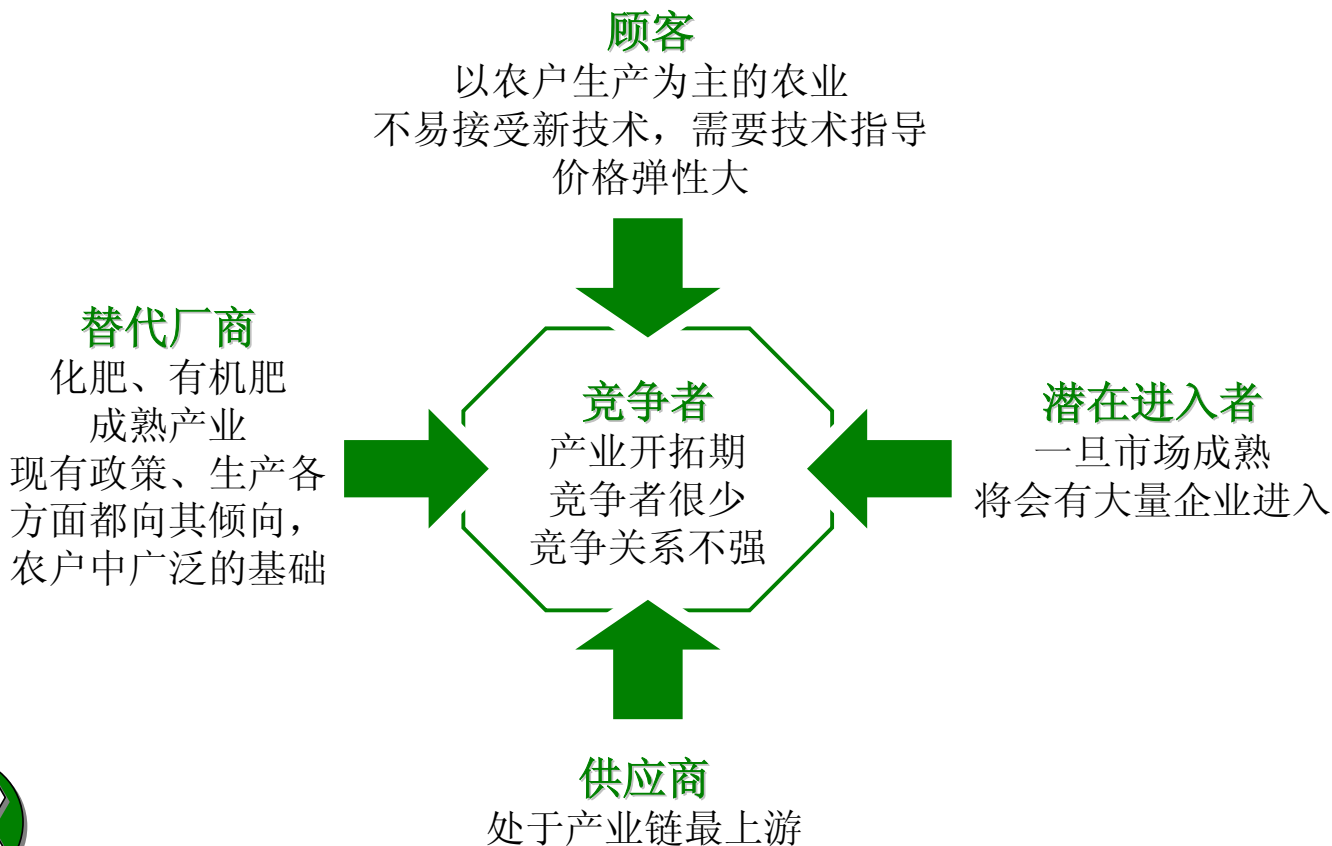 顾客
以农户生产为主的农业
不易接受新技术，需要技术指导
价格弹性大
替代厂商
化肥、有机肥
成熟产业
现有政策、生产各
方面都向其倾向，
农户中广泛的基础
竞争者
产业开拓期
竞争者很少
竞争关系不强
潜在进入者
一旦市场成熟
将会有大量企业进入
供应商
处于产业链最上游